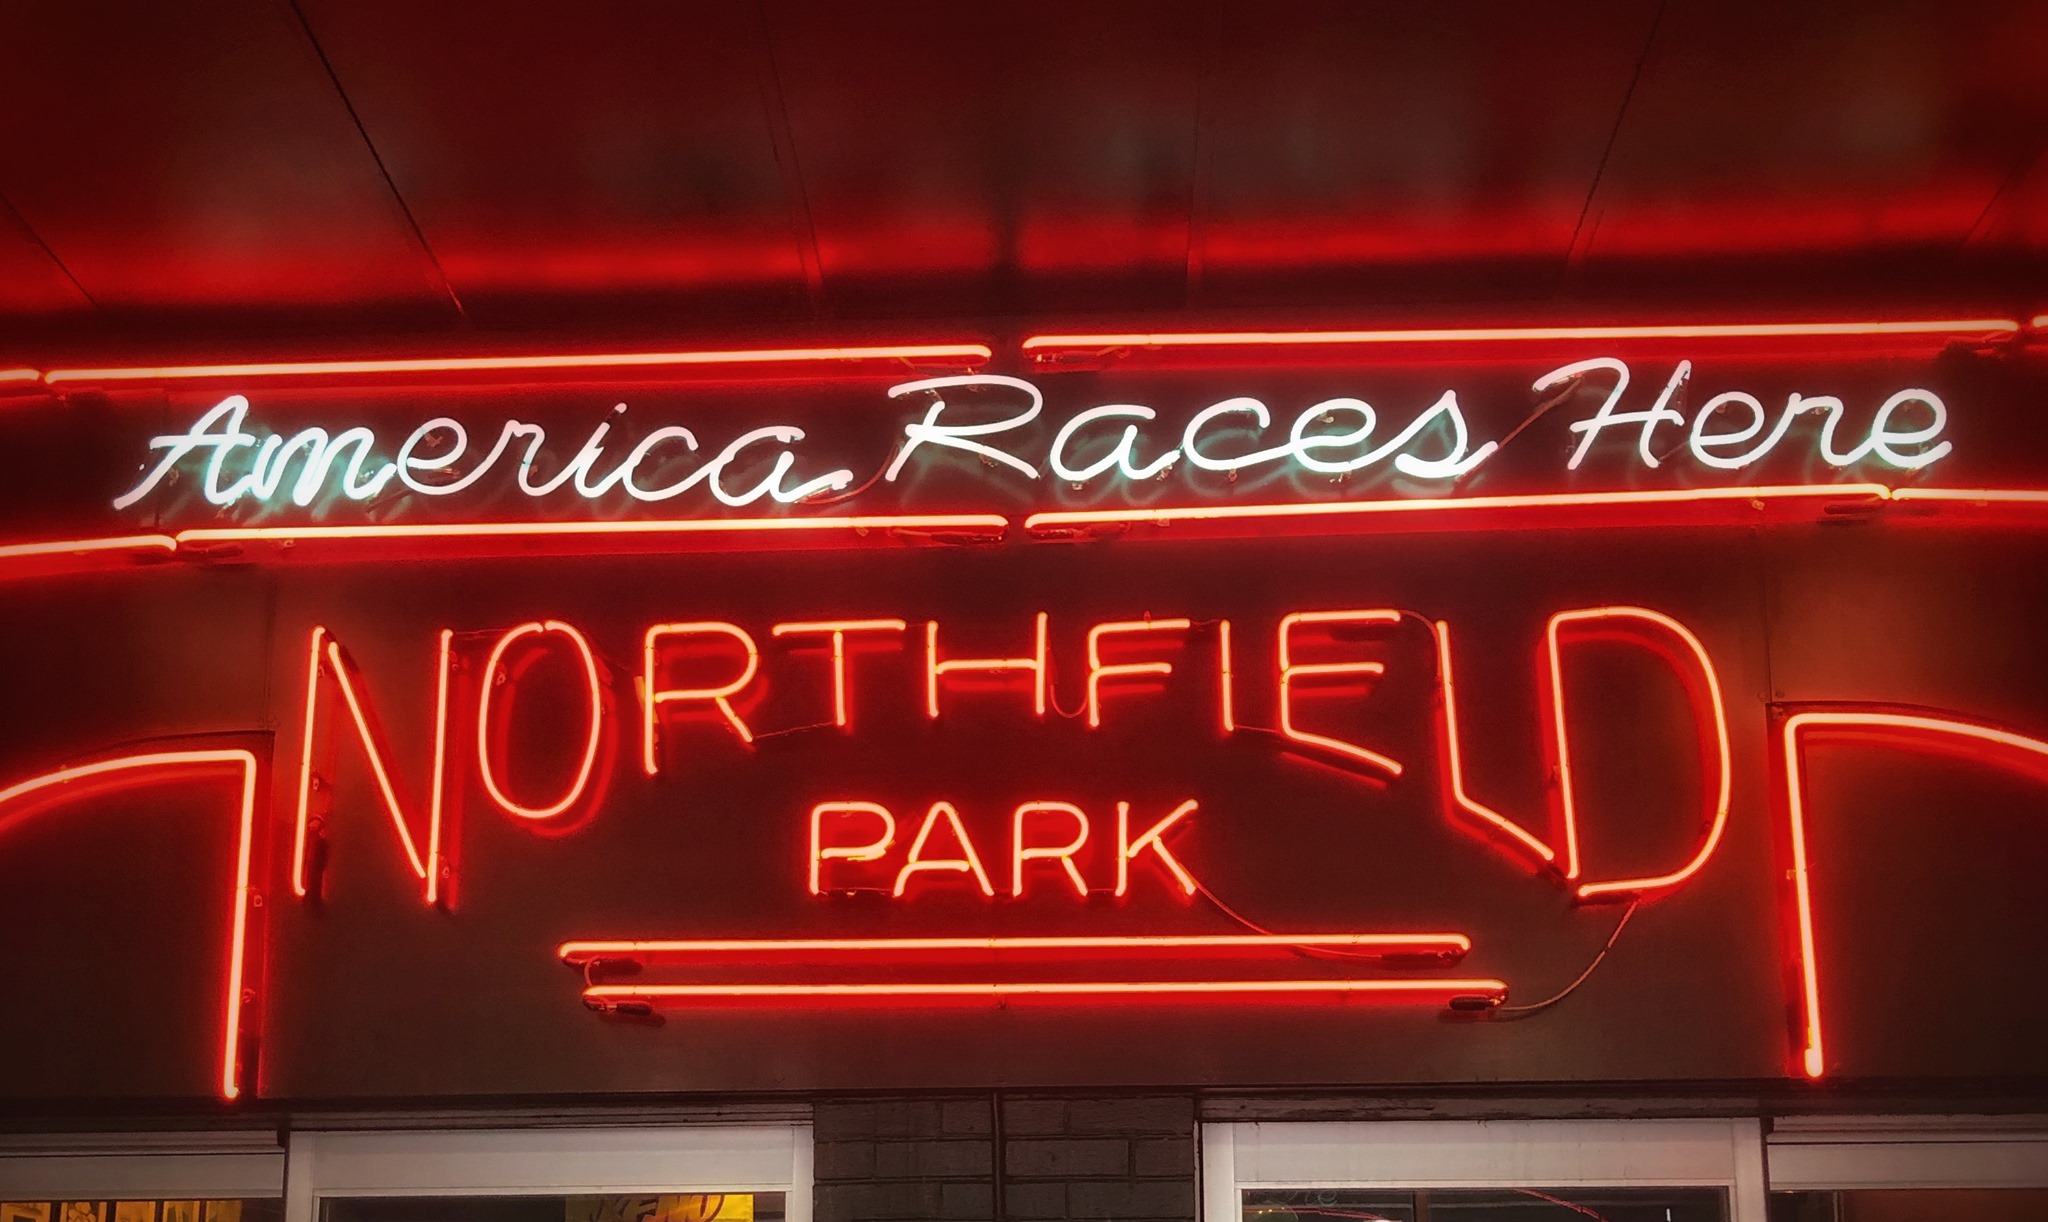 America Races Here
NORTHFIELD
PARK